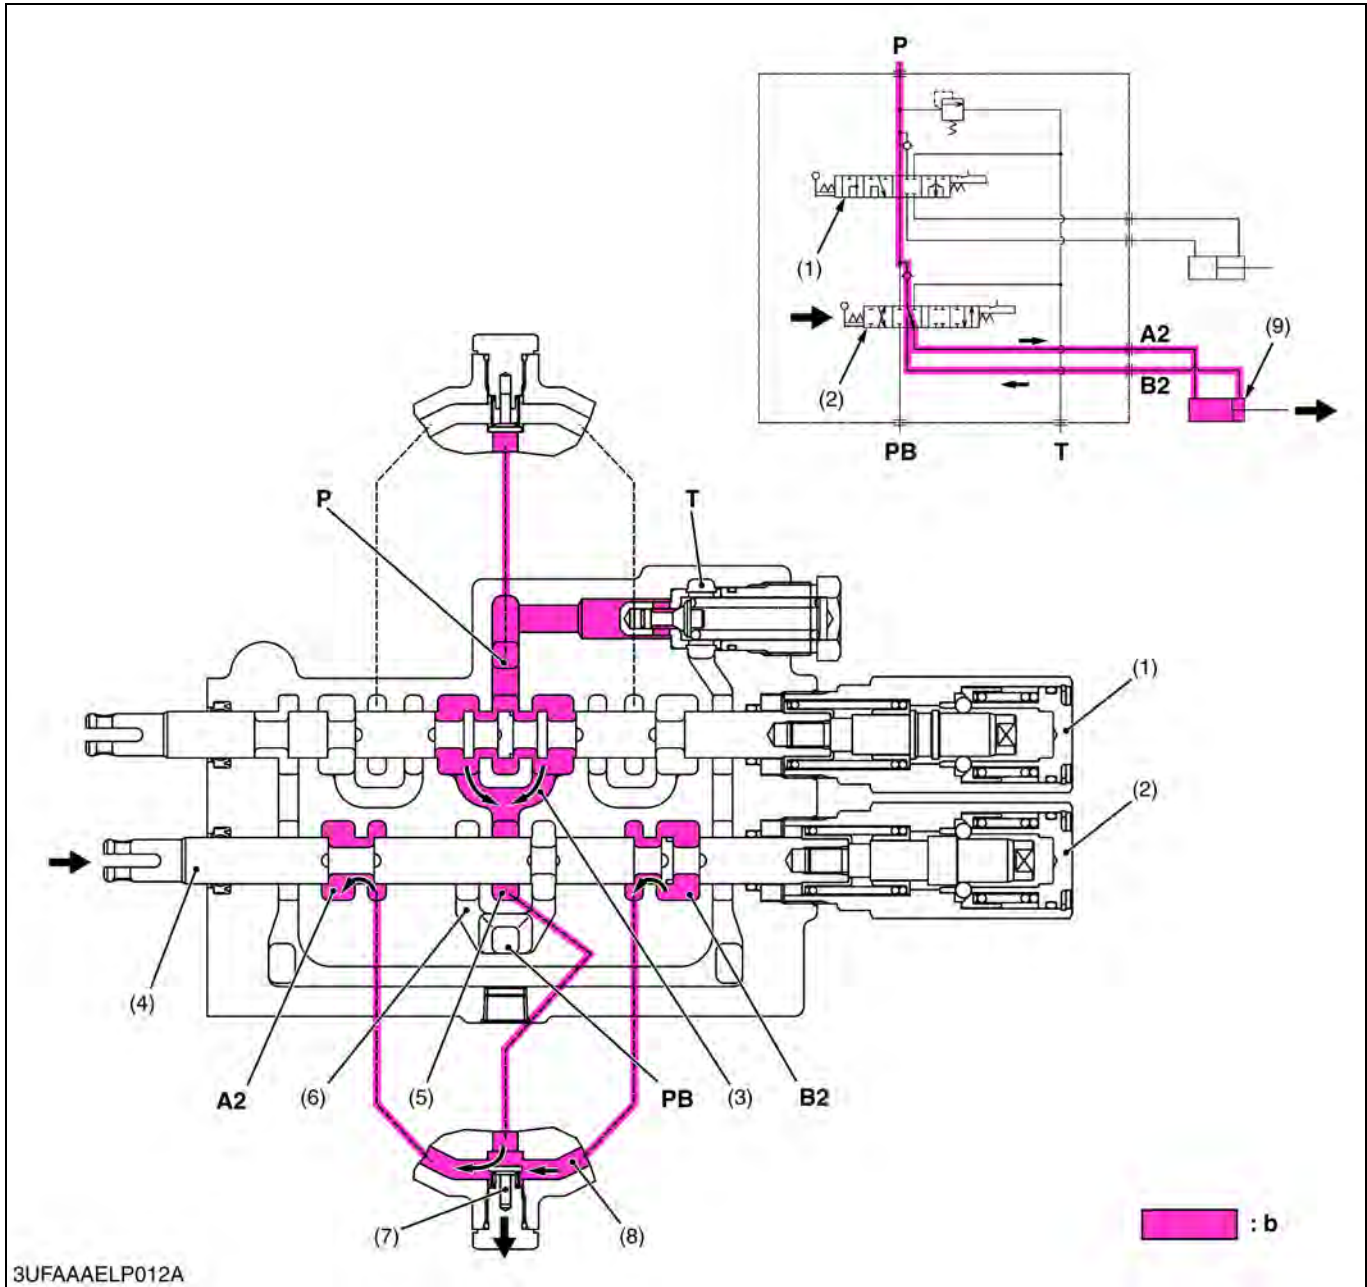 P
(1)
(2)
A2
B2
(9)
PB
T
P
T
(1)
(2)
(4)
A2
(6)
(5)
PB
(3)
B2
(7)
(8)
: b
3UFAAAELP012A